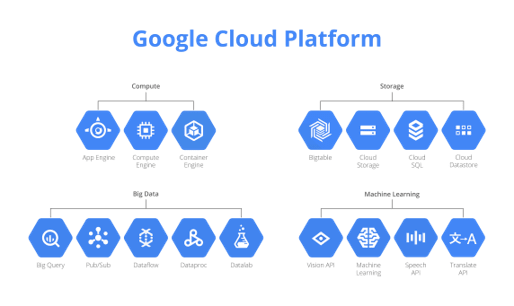 Google Cloud Platform
Compute
Storage
App Engine
Compute
Engine
Container
Engine
Bigtable
Cloud
Storage
Cloud
SQL
Cloud
Datastore
Big Data
Machine Learning
Big Query
Pub/Sub
Dataflow
Dataproc
Datalab
Vision API
Machine
Learning
Speech
API
文 A
Translate
API